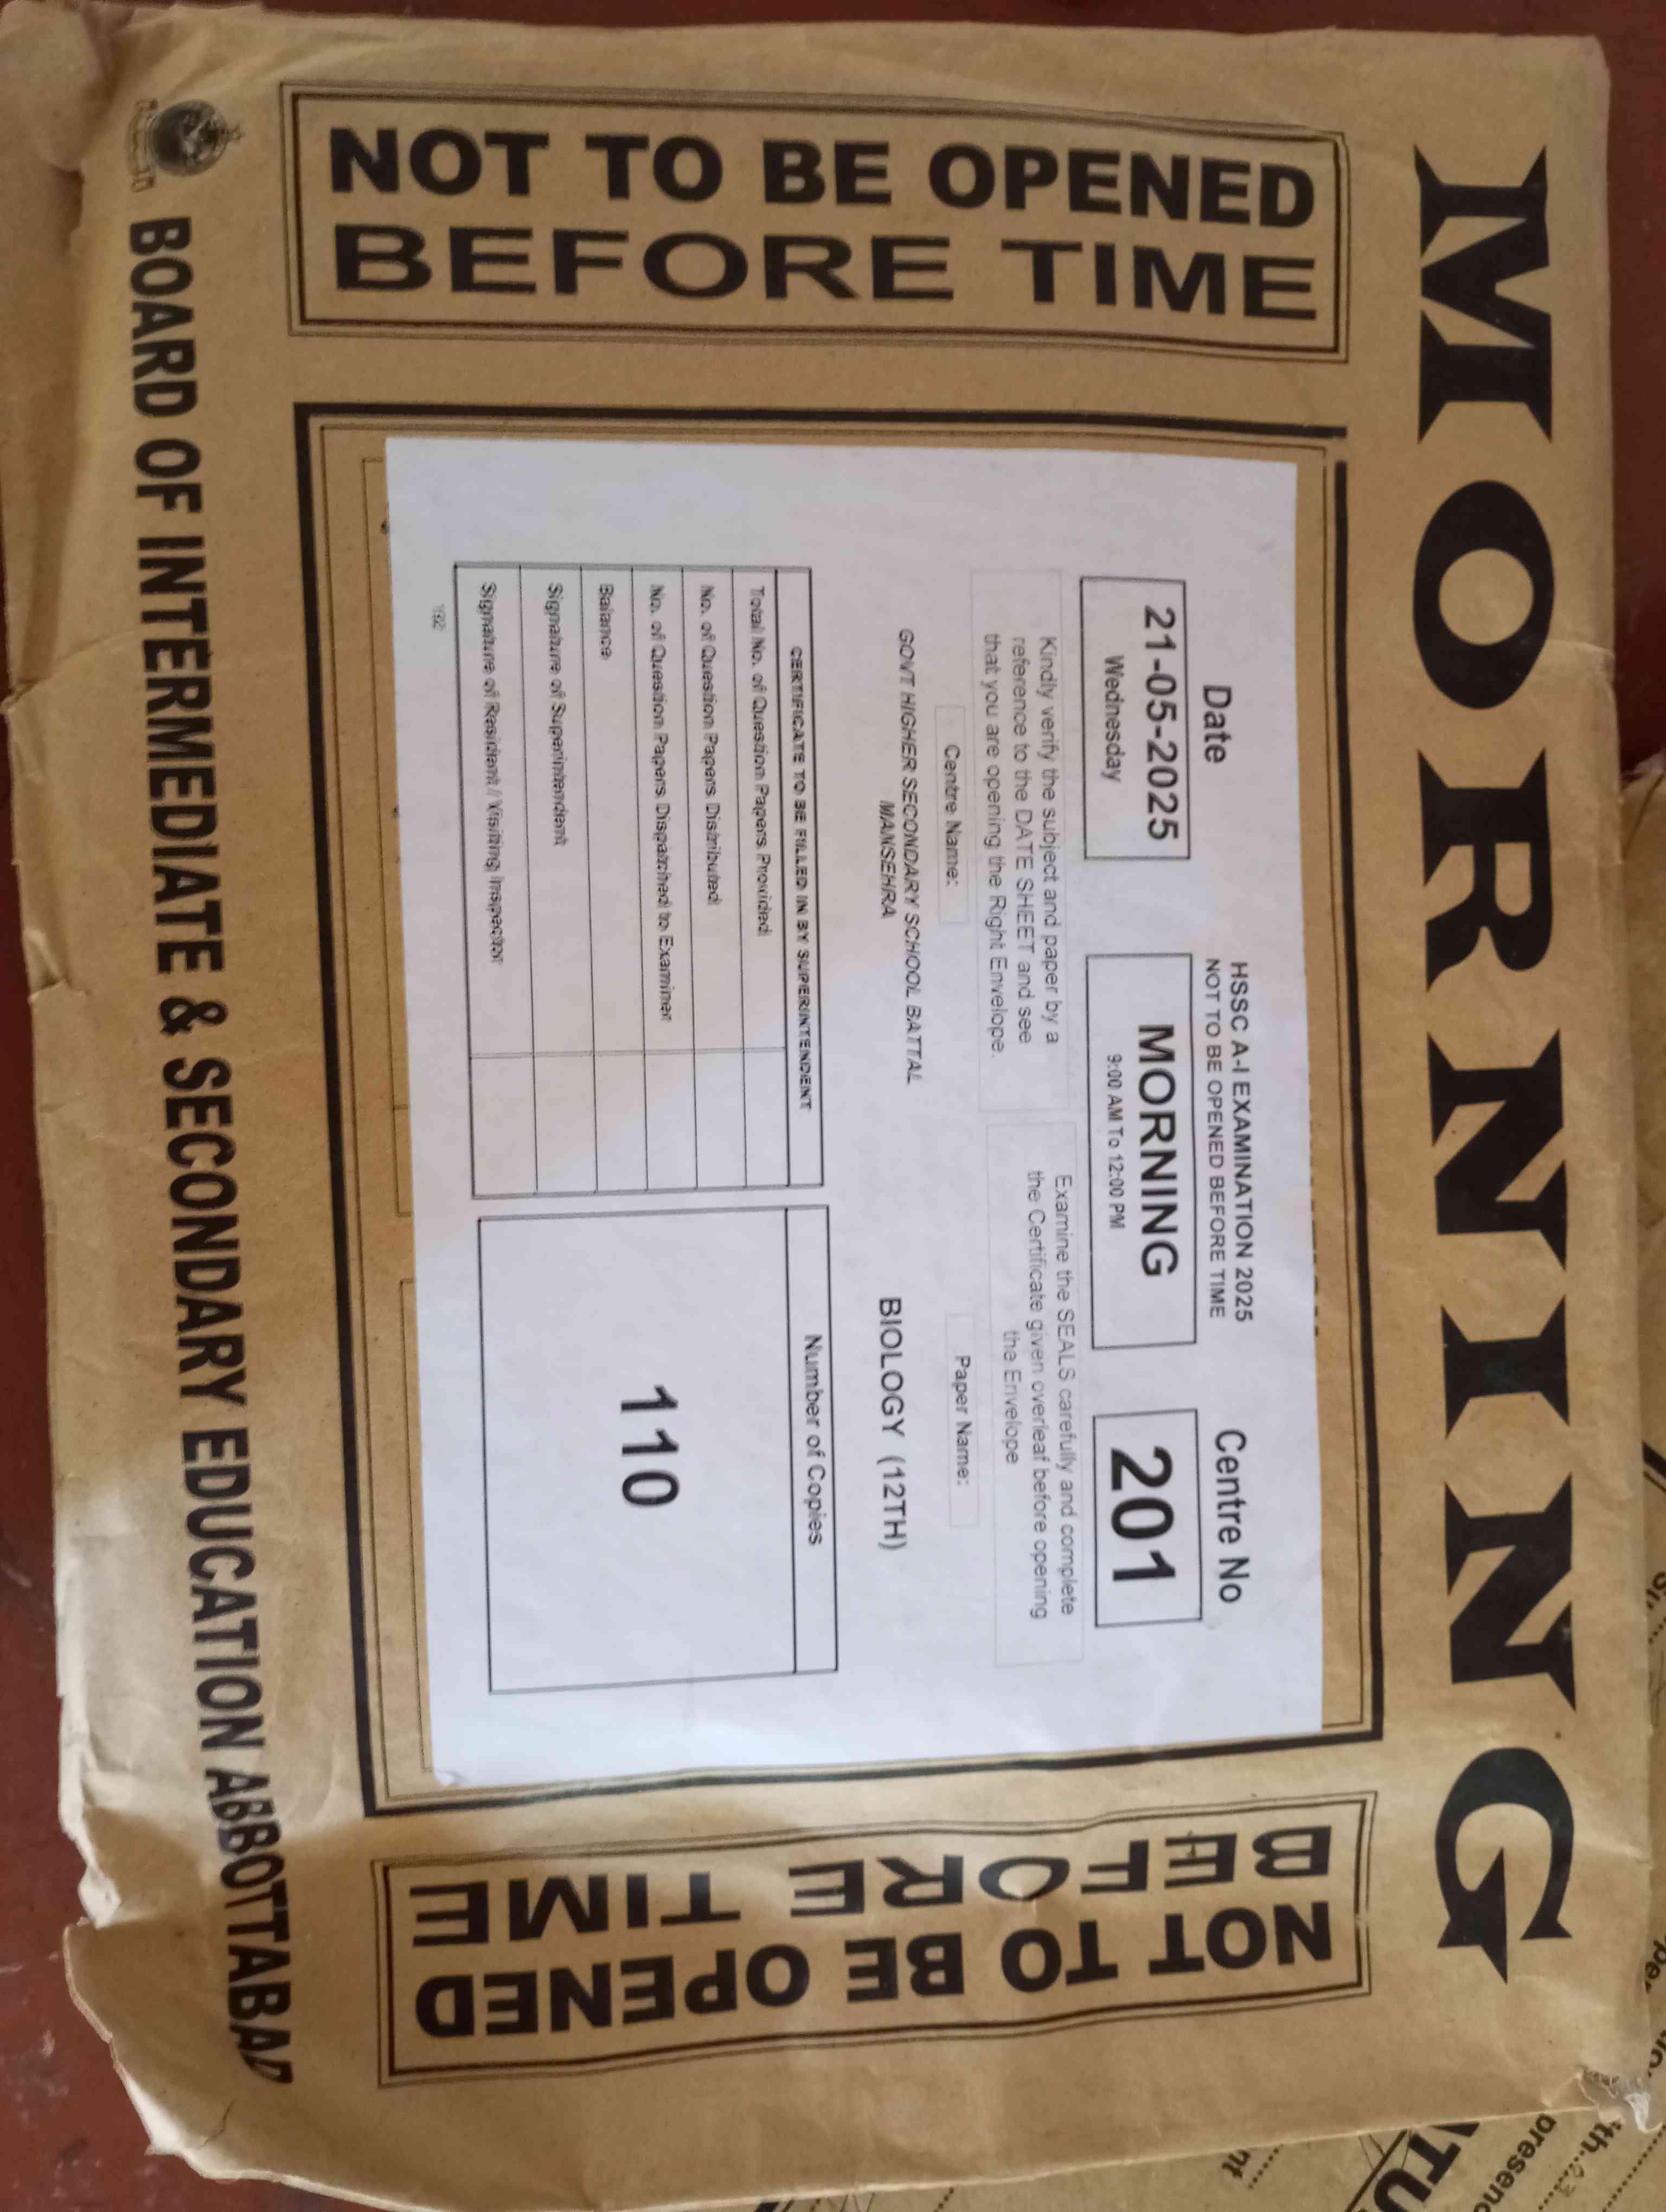 MORNING
NOT TO BE OPENED
BEFORE TIME
Date
21-05-2025
Wednesday
HSSC A-I EXAMINATION 2025
NOT TO BE OPENED BEFORE TIME
MORNING
9:00 AM To 12:00 PM
Centre No
201
Kindly verify the subject and paper by a
reference to the DATE SHEET and see
that you are opening the Right Envelope.
Examine the SEALS carefully and complete
the Certificate given overleaf before opening
the Envelope
Centre Name:
GOVT HIGHER SECONDARY SCHOOL BATTAL
MANSEHRA
Paper Name:
BIOLOGY (12TH)
CERTIFICATE TO BE FILLED IN BY SUPERINTENDENT
Total No. of Question Papers Provided
No. of Question Papers Distributed
No. of Question Papers Dispatched to Examiner
Balance
Signature of Superintendent
Signature of Resident / Visiting Inspector
Number of Copies
110
192
NOT TO BE OPENED
BEFORE TIME
BOARD OF INTERMEDIATE & SECONDARY EDUCATION ABBOTTABAD